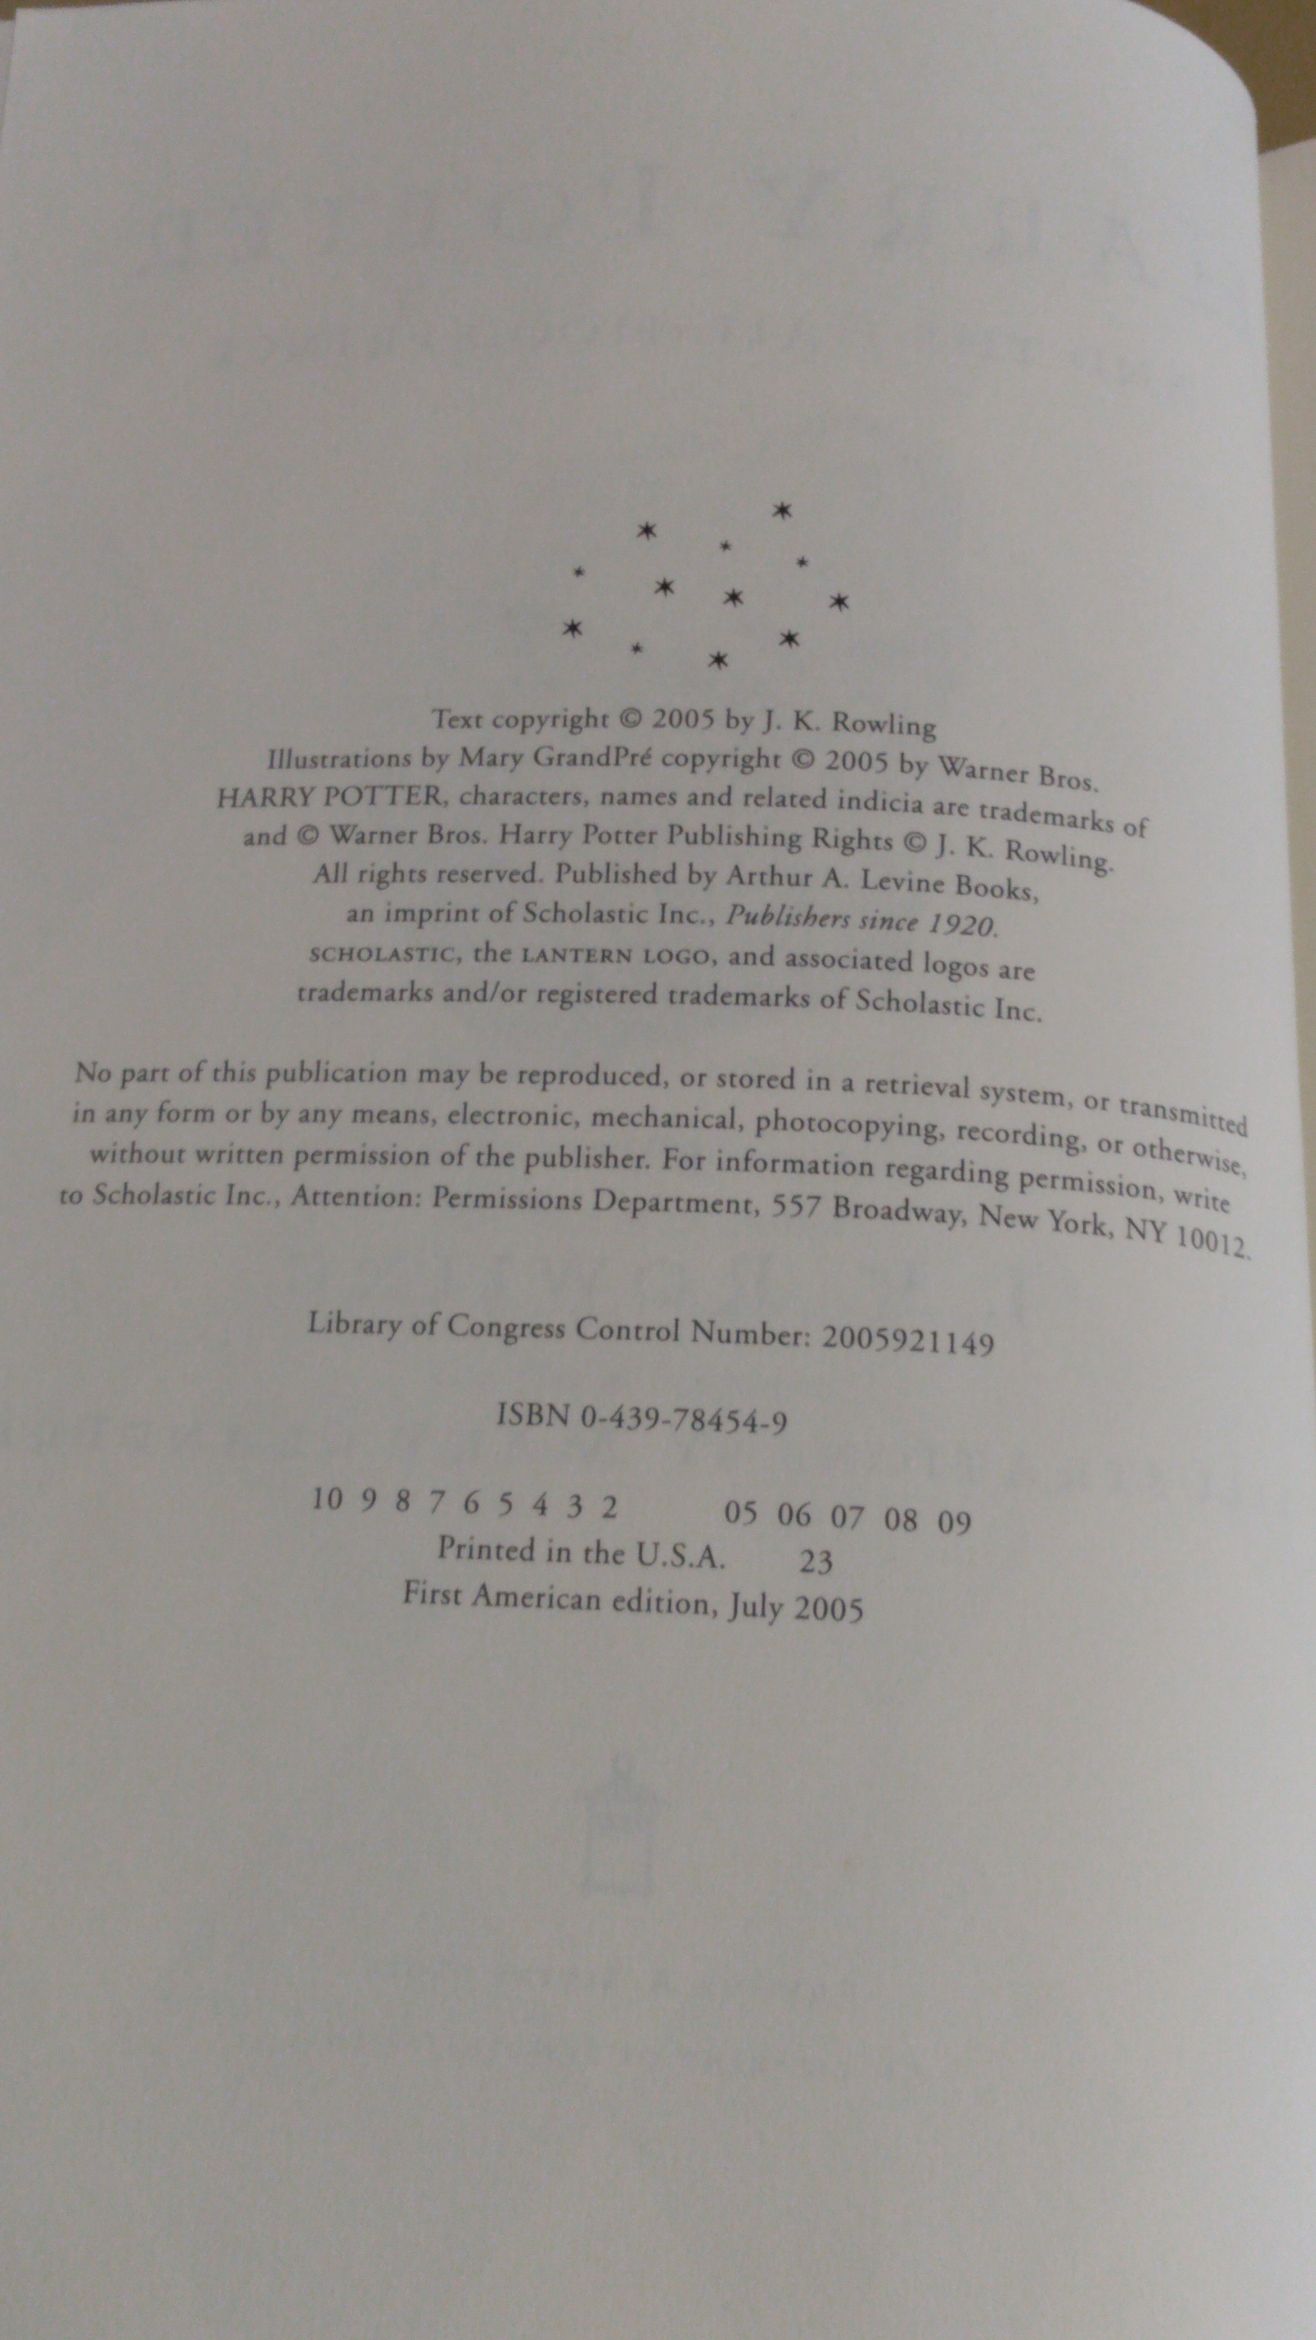 Text copyright © 2005 by J. K. Rowling
Illustrations by Mary GrandPré copyright © 2005 by Warner Bros.
HARRY POTTER, characters, names and related indicia are trademarks of
and © Warner Bros. Harry Potter Publishing Rights © J. K. Rowling.
All rights reserved. Published by Arthur A. Levine Books,
an imprint of Scholastic Inc., Publishers since 1920.
SCHOLASTIC, the LANTERN LOGO, and associated logos are
trademarks and/or registered trademarks of Scholastic Inc.
No part of this publication may be reproduced, or stored in a retrieval system, or transmitted
in any form or by any means, electronic, mechanical, photocopying, recording, or otherwise,
without written permission of the publisher. For information regarding permission, write
to Scholastic Inc., Attention: Permissions Department, 557 Broadway, New York, NY 10012.
Library of Congress Control Number: 2005921149
ISBN 0-439-78454-9
10 9 8 7 6 5 4 3 2 05 06 07 08 09
Printed in the U.S.A. 23
First American edition, July 2005